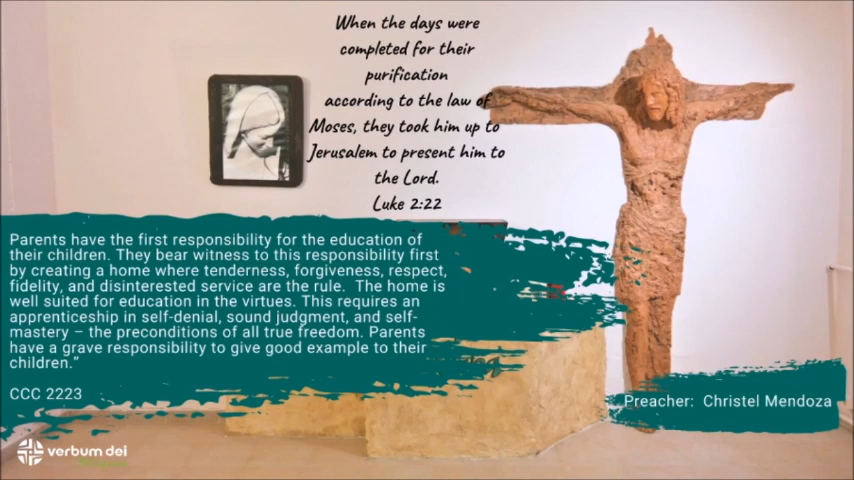 When the days were
completed for their
purification
according to the law of
Moses, they took him up to
Jerusalem to present him to
the Lord.
Luke 2:22
Parents have the first responsibility for the education of
their children. They bear witness to this responsibility first
by creating a home where tenderness, forgiveness, respect,
fidelity, and disinterested service are the rule. The home is
well suited for education in the virtues. This requires an
apprenticeship in self-denial, sound judgment, and self-
mastery – the preconditions of all true freedom. Parents
have a grave responsibility to give good example to their
children.”
CCC 2223
Preacher: Christel Mendoza
verbum dei